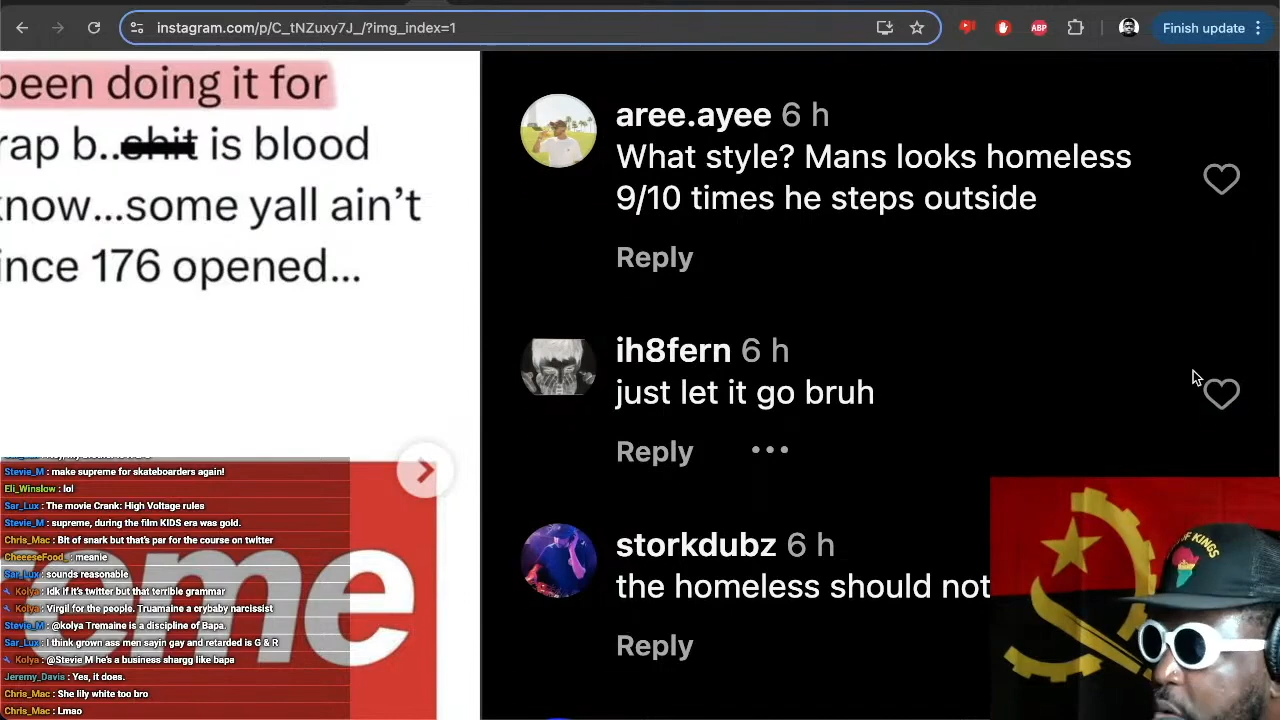 instagram.com/p/C_tNZuxy7J_/?img_index=1
ABP
Finish update
been doing it for
rap b..shit is blood
know...some yall ain't
ince 176 opened...
aree.ayee 6 h
What style? Mans looks homeless
9/10 times he steps outside
Reply
ih8fern 6 h
just let it go bruh
Reply
storkdubz 6 h
the homeless should not
Reply
Stevie_M : make supreme for skateboarders again!
Eli_Winslow : lol
Sar_Lux : The movie Crank: High Voltage rules
Stevie_M : supreme, during the film KIDS era was gold.
Chris_Mac : Bit of snark but that's par for the course on twitter
CheeeseFood_ : meanie
Sar_Lux : sounds reasonable
Kolya : Idk if it's twitter but that terrible grammar
Kolya : Virgil for the people. Truamaine a crybaby narcissist
Stevie_M : @kolya Tremaine is a discipline of Bapa.
Sar_Lux : I think grown ass men sayin gay and retarded is G & R
Kolya : @Stevie M he's a business shargg like bapa
Jeremy_Davis : Yes, it does.
Chris_Mac : She lily white too bro
Chris_Mac : Lmao
eme
OF KINGS